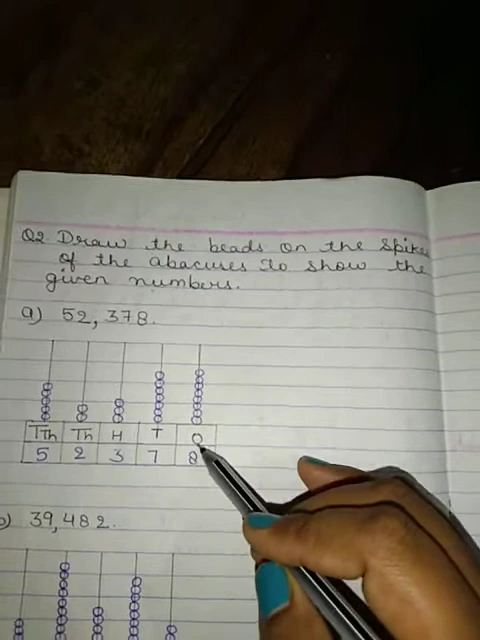 Q2. Draw the beads on the Spikes
of the abacuses to show the
given numbers.
a) 52,378.
TTh Th H T O
5 2 3 7 8
b) 39,482.